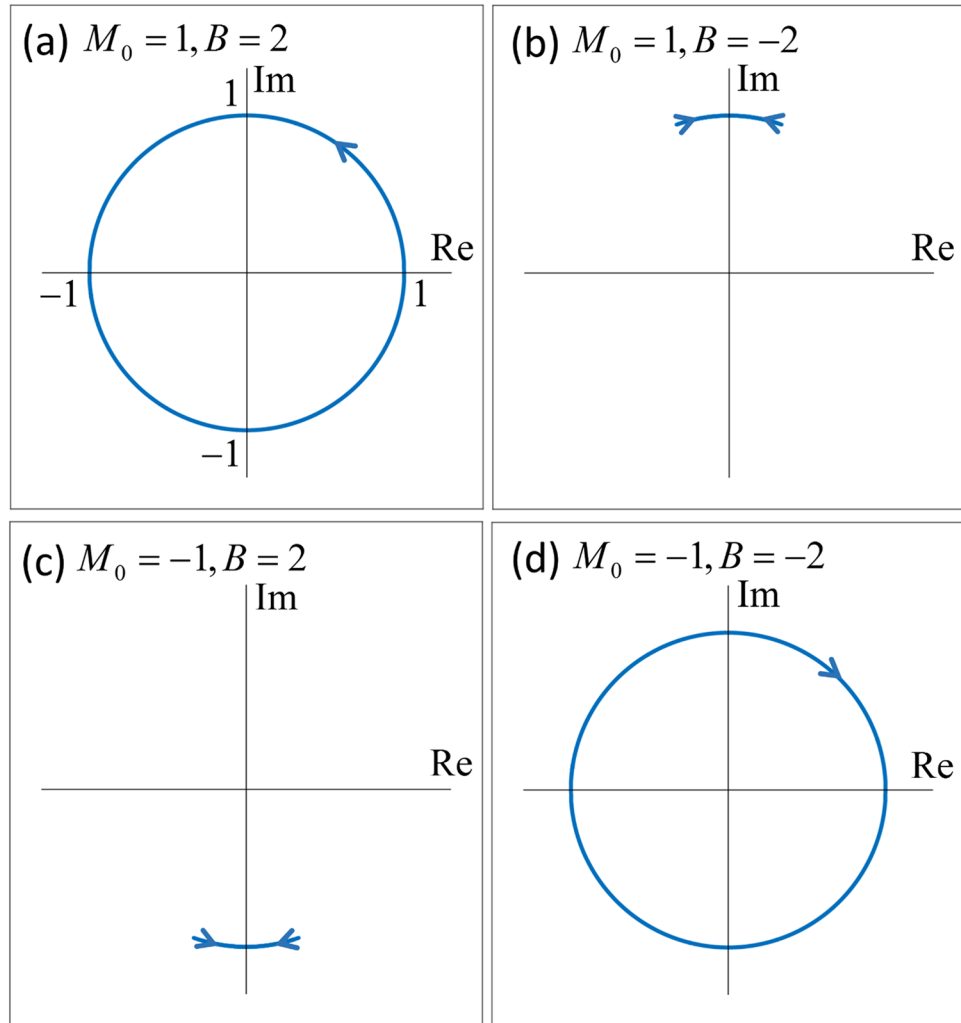 (a) M₀ = 1, B = 2
Im
1
Re
−1
1
−1
(b) M₀ = 1, B = −2
Im
Re
(c) M₀ = −1, B = 2
Im
Re
(d) M₀ = −1, B = −2
Im
Re